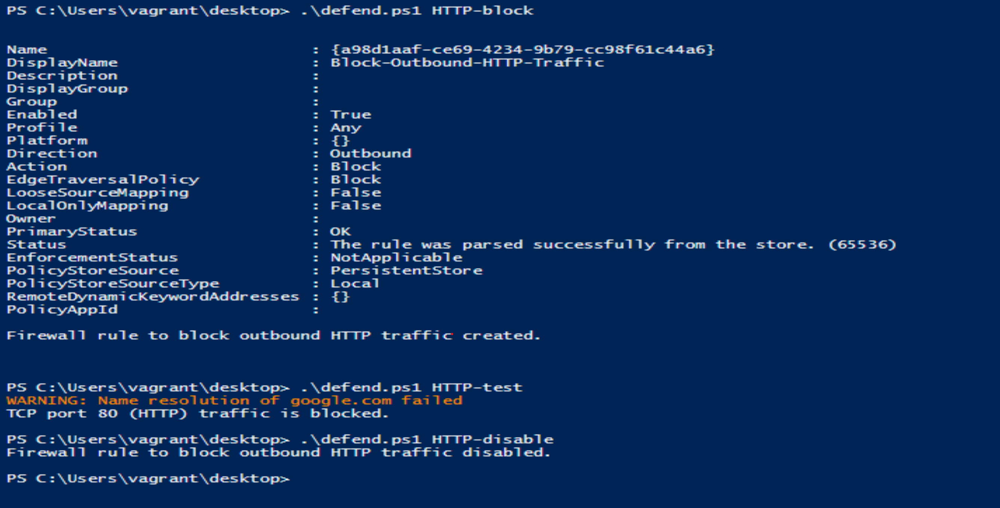 PS C:\Users\vagrant\desktop> .\defend.ps1 HTTP-block
Name : {a98d1aaf-ce69-4234-9b79-cc98f61c44a6}
DisplayName : Block-Outbound-HTTP-Traffic
Description :
DisplayGroup :
Group :
Enabled : True
Profile : Any
Platform : {}
Direction : Outbound
Action : Block
EdgeTraversalPolicy : Block
LooseSourceMapping : False
LocalOnlyMapping : False
Owner :
PrimaryStatus : OK
Status : The rule was parsed successfully from the store. (65536)
EnforcementStatus : NotApplicable
PolicyStoreSource : PersistentStore
PolicyStoreSourceType : Local
RemoteDynamicKeywordAddresses : {}
PolicyAppId :
Firewall rule to block outbound HTTP traffic created.
PS C:\Users\vagrant\desktop> .\defend.ps1 HTTP-test
WARNING: Name resolution of google.com failed
TCP port 80 (HTTP) traffic is blocked.
PS C:\Users\vagrant\desktop> .\defend.ps1 HTTP-disable
Firewall rule to block outbound HTTP traffic disabled.
PS C:\Users\vagrant\desktop>